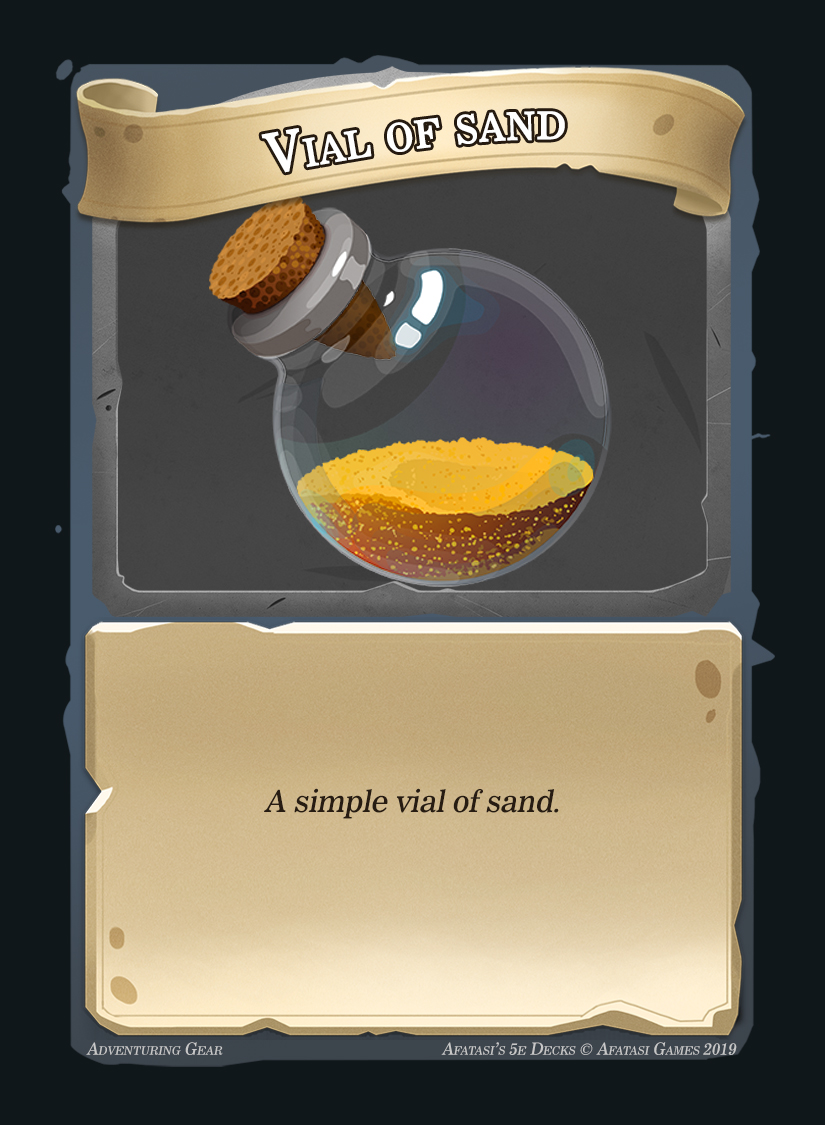 Vial of sand
A simple vial of sand.
Adventuring Gear
Afatasi's 5e Decks © Afatasi Games 2019